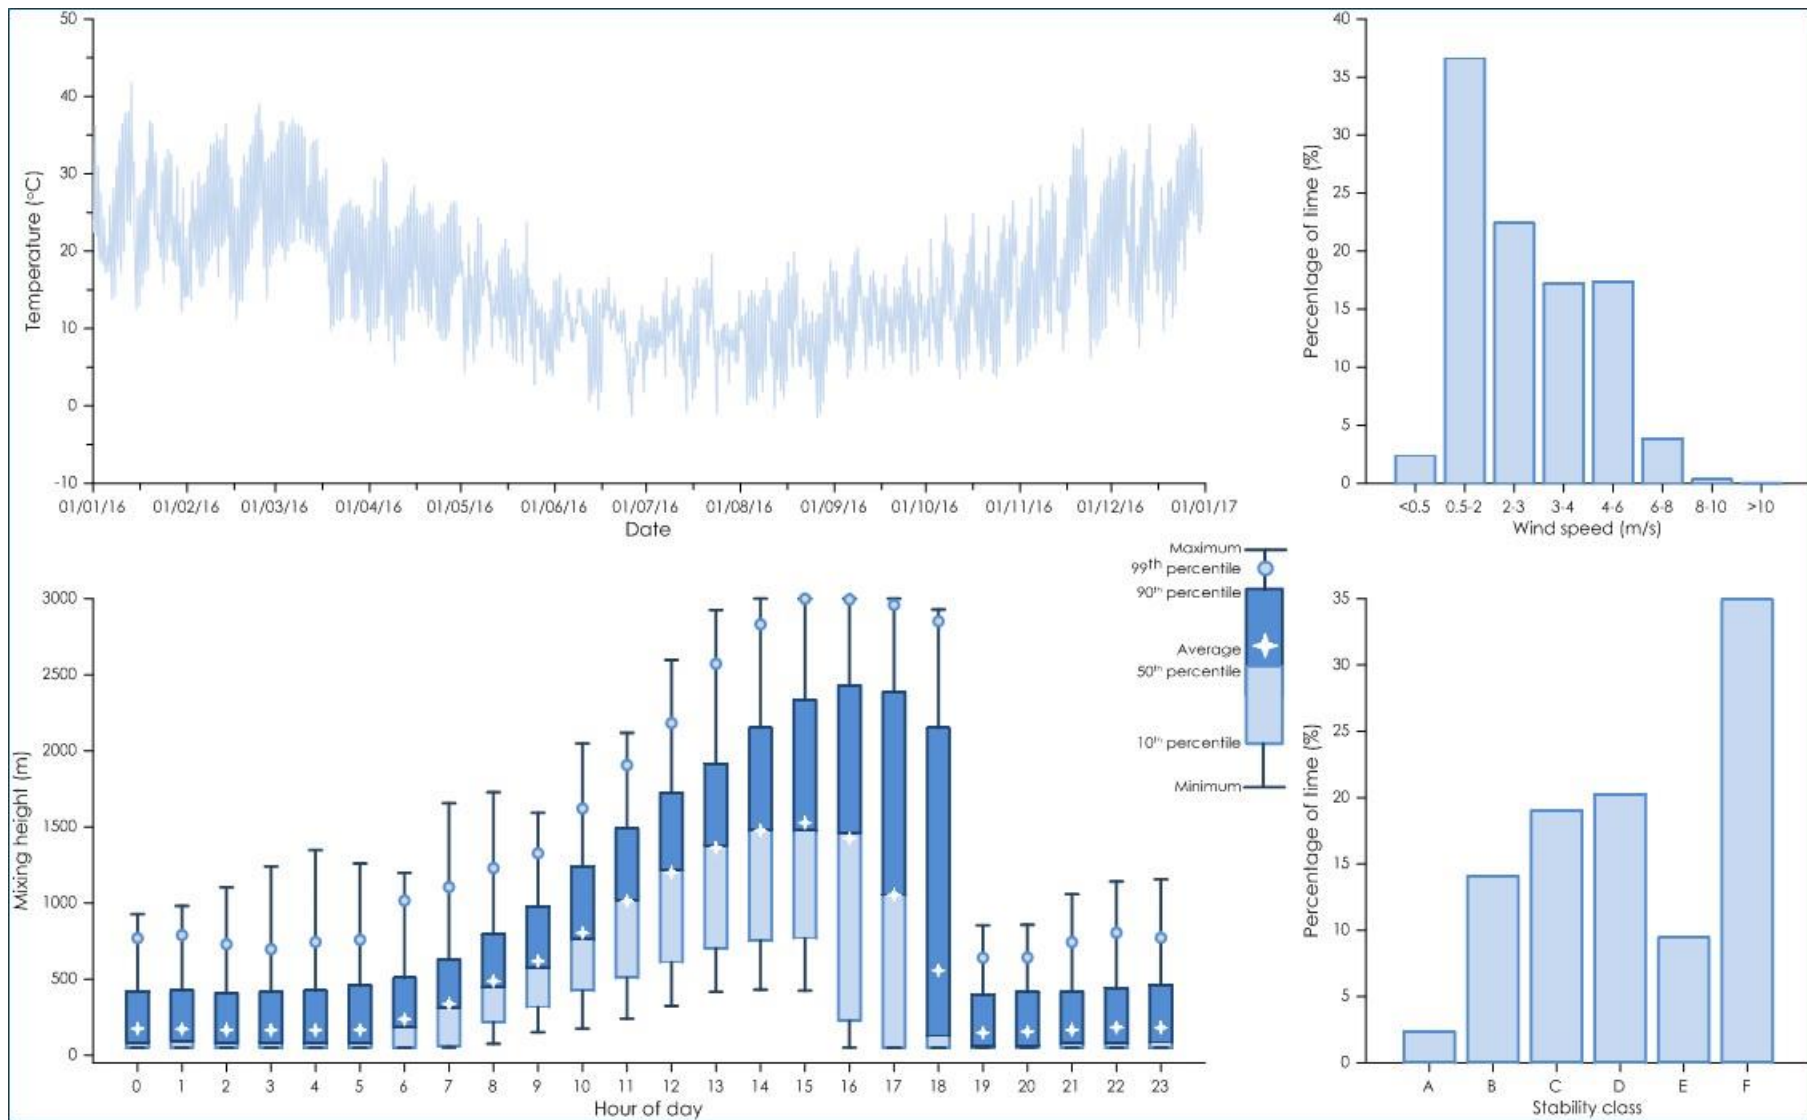 50
40
30
20
10
0
-10
Temperature (°C)
01/01/16 01/02/16 01/03/16 01/04/16 01/05/16 01/06/16 01/07/16 01/08/16 01/09/16 01/10/16 01/11/16 01/12/16 01/01/17
Date
40
35
30
25
20
15
10
5
0
Percentage of time (%)
<0.5 0.5-2 2-3 3-4 4-6 6-8 8-10 >10
Wind speed (m/s)
3000
2500
2000
1500
1000
500
0
Mixing height (m)
0 1 2 3 4 5 6 7 8 9 10 11 12 13 14 15 16 17 18 19 20 21 22 23
Hour of day
Maximum
99th percentile
90th percentile
Average
50th percentile
10th percentile
Minimum
35
30
25
20
15
10
5
0
Percentage of time (%)
A B C D E F
Stability class